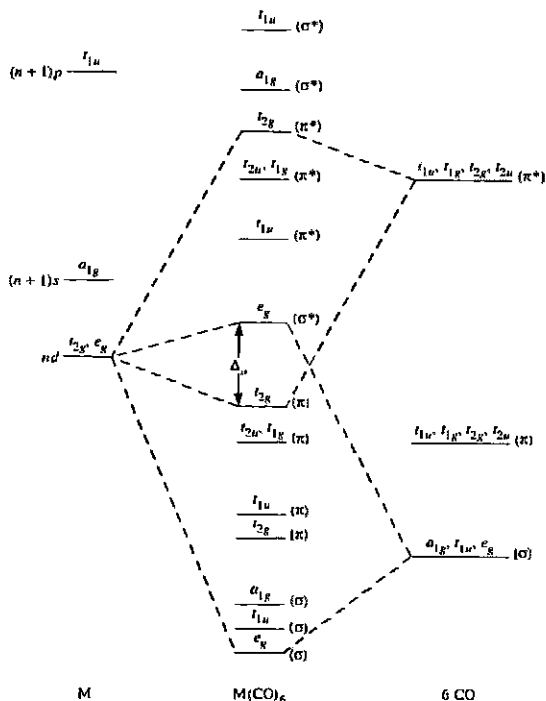 t1u (σ*)
(n + 1)p t1u
a1g (σ*)
t2g (π*)
t2u, t1g (π*)
t1u, t1g, t2g, t2u (π*)
t1u (π*)
(n + 1)s a1g
eg (σ*)
nd t2g, eg
Δo
t2g (π)
t2u, t1g (π)
t1u, t1g, t2g, t2u (π)
t1u (π)
t2g (π)
a1g, t1u, eg (σ)
a1g (σ)
t1u (σ)
eg (σ)
M M(CO)6 6 CO